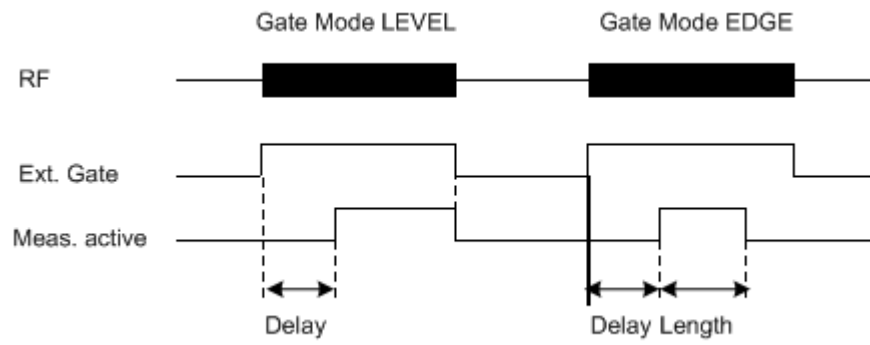 Gate Mode LEVEL Gate Mode EDGE
RF
Ext. Gate
Meas. active
Delay Delay Length